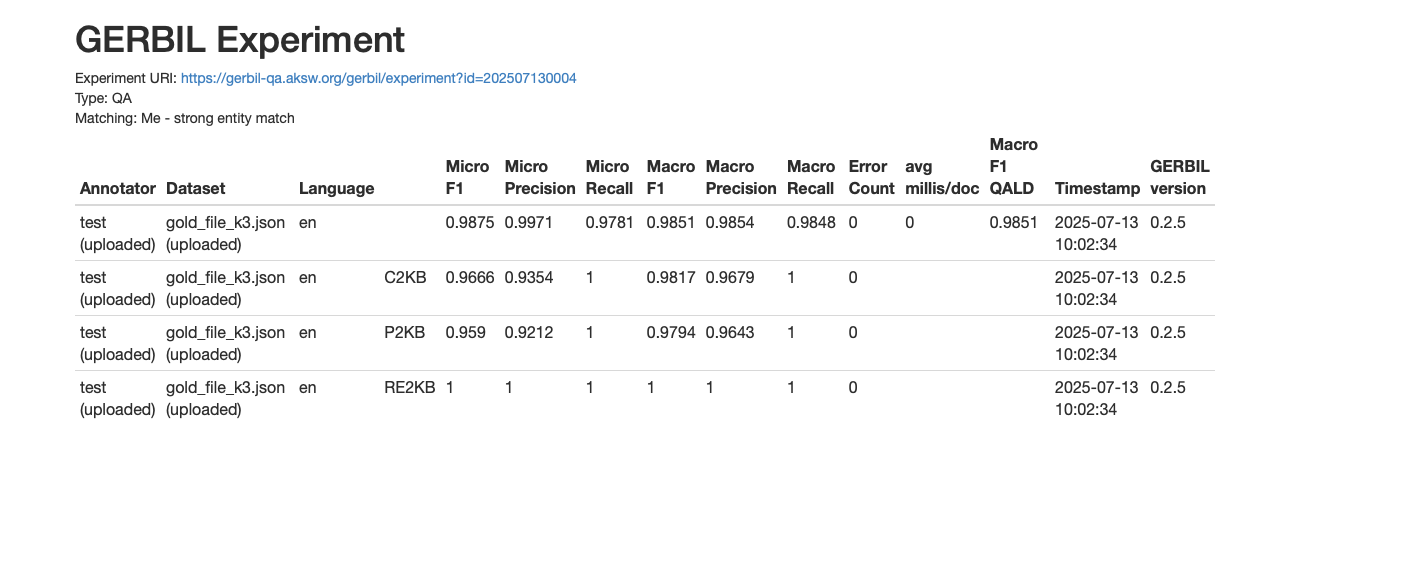 GERBIL Experiment
Experiment URI: https://gerbil-qa.aksw.org/gerbil/experiment?id=202507130004
Type: QA
Matching: Me - strong entity match
Macro
Micro Micro Micro Macro Macro Macro Error avg F1 GERBIL
Annotator Dataset Language F1 Precision Recall F1 Precision Recall Count millis/doc QALD Timestamp version
test gold_file_k3.json en 0.9875 0.9971 0.9781 0.9851 0.9854 0.9848 0 0 0.9851 2025-07-13 0.2.5
(uploaded) (uploaded) 10:02:34
test gold_file_k3.json en C2KB 0.9666 0.9354 1 0.9817 0.9679 1 0 2025-07-13 0.2.5
(uploaded) (uploaded) 10:02:34
test gold_file_k3.json en P2KB 0.959 0.9212 1 0.9794 0.9643 1 0 2025-07-13 0.2.5
(uploaded) (uploaded) 10:02:34
test gold_file_k3.json en RE2KB 1 1 1 1 1 1 0 2025-07-13 0.2.5
(uploaded) (uploaded) 10:02:34